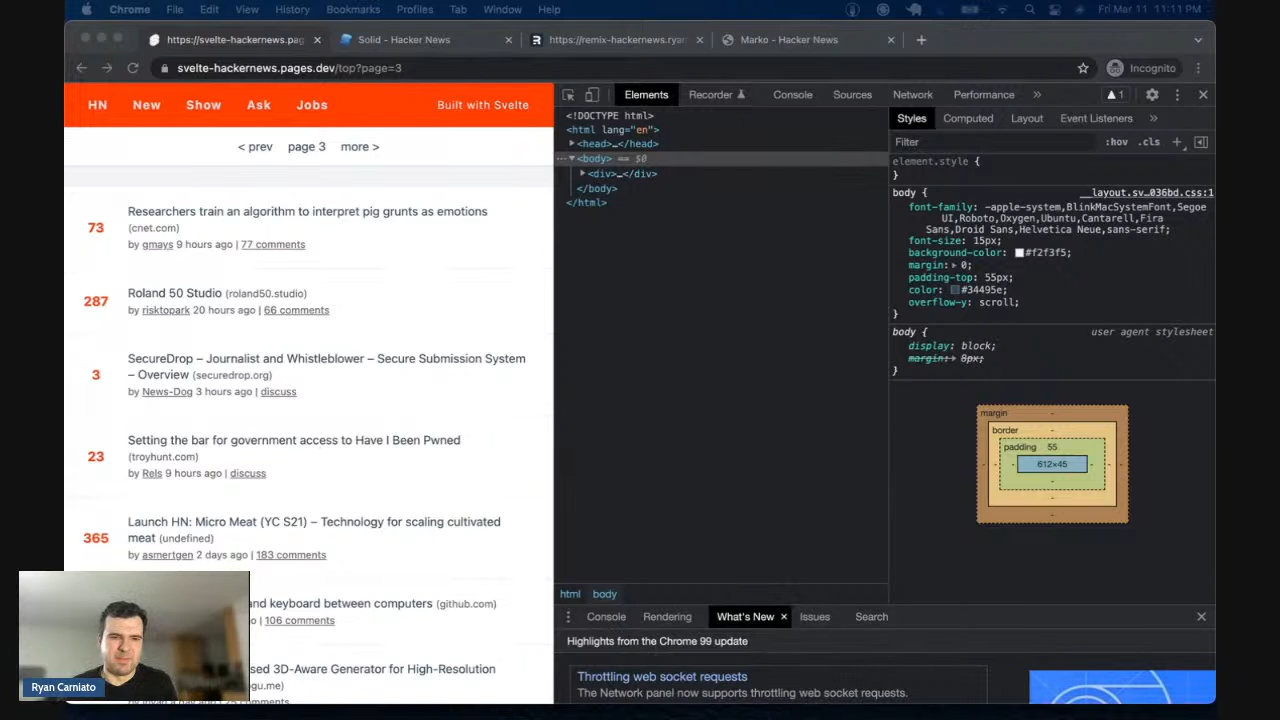 Chrome File Edit View History Bookmarks Profiles Tab Window Help Fri Mar 11 11:11 PM
https://svelte-hackernews.pag Solid - Hacker News https://remix-hackernews.ryan Marko - Hacker News
svelte-hackernews.pages.dev/top?page=3 Incognito
HN New Show Ask Jobs Built with Svelte
< prev page 3 more >
73
Researchers train an algorithm to interpret pig grunts as emotions
(cnet.com)
by gmays 9 hours ago | 77 comments
287
Roland 50 Studio (roland50.studio)
by risktopark 20 hours ago | 66 comments
3
SecureDrop – Journalist and Whistleblower – Secure Submission System
– Overview (securedrop.org)
by News-Dog 3 hours ago | discuss
23
Setting the bar for government access to Have I Been Pwned
(troyhunt.com)
by Rels 9 hours ago | discuss
365
Launch HN: Micro Meat (YC S21) – Technology for scaling cultivated
meat (undefined)
by asmertgen 2 days ago | 183 comments
and keyboard between computers (github.com)
o | 106 comments
sed 3D-Aware Generator for High-Resolution
gu.me)
Ryan Carniato
Elements Recorder Console Sources Network Performance » 1
<!DOCTYPE html>
<html lang="en">
<head>…</head>
<body> == $0
<div>…</div>
</body>
</html>
html body
Styles Computed Layout Event Listeners »
Filter :hov .cls +
element.style {
}
body { __layout.sv…036bd.css:1
font-family: -apple-system,BlinkMacSystemFont,Segoe
UI,Roboto,Oxygen,Ubuntu,Cantarell,Fira
Sans,Droid Sans,Helvetica Neue,sans-serif;
font-size: 15px;
background-color: #f2f3f5;
margin: 0;
padding-top: 55px;
color: #34495e;
overflow-y: scroll;
}
body { user agent stylesheet
display: block;
margin: 8px;
}
margin -
border -
padding 55
- - - 612×45 - - -
-
-
-
Console Rendering What's New Issues Search
Highlights from the Chrome 99 update
Throttling web socket requests
The Network panel now supports throttling web socket requests.